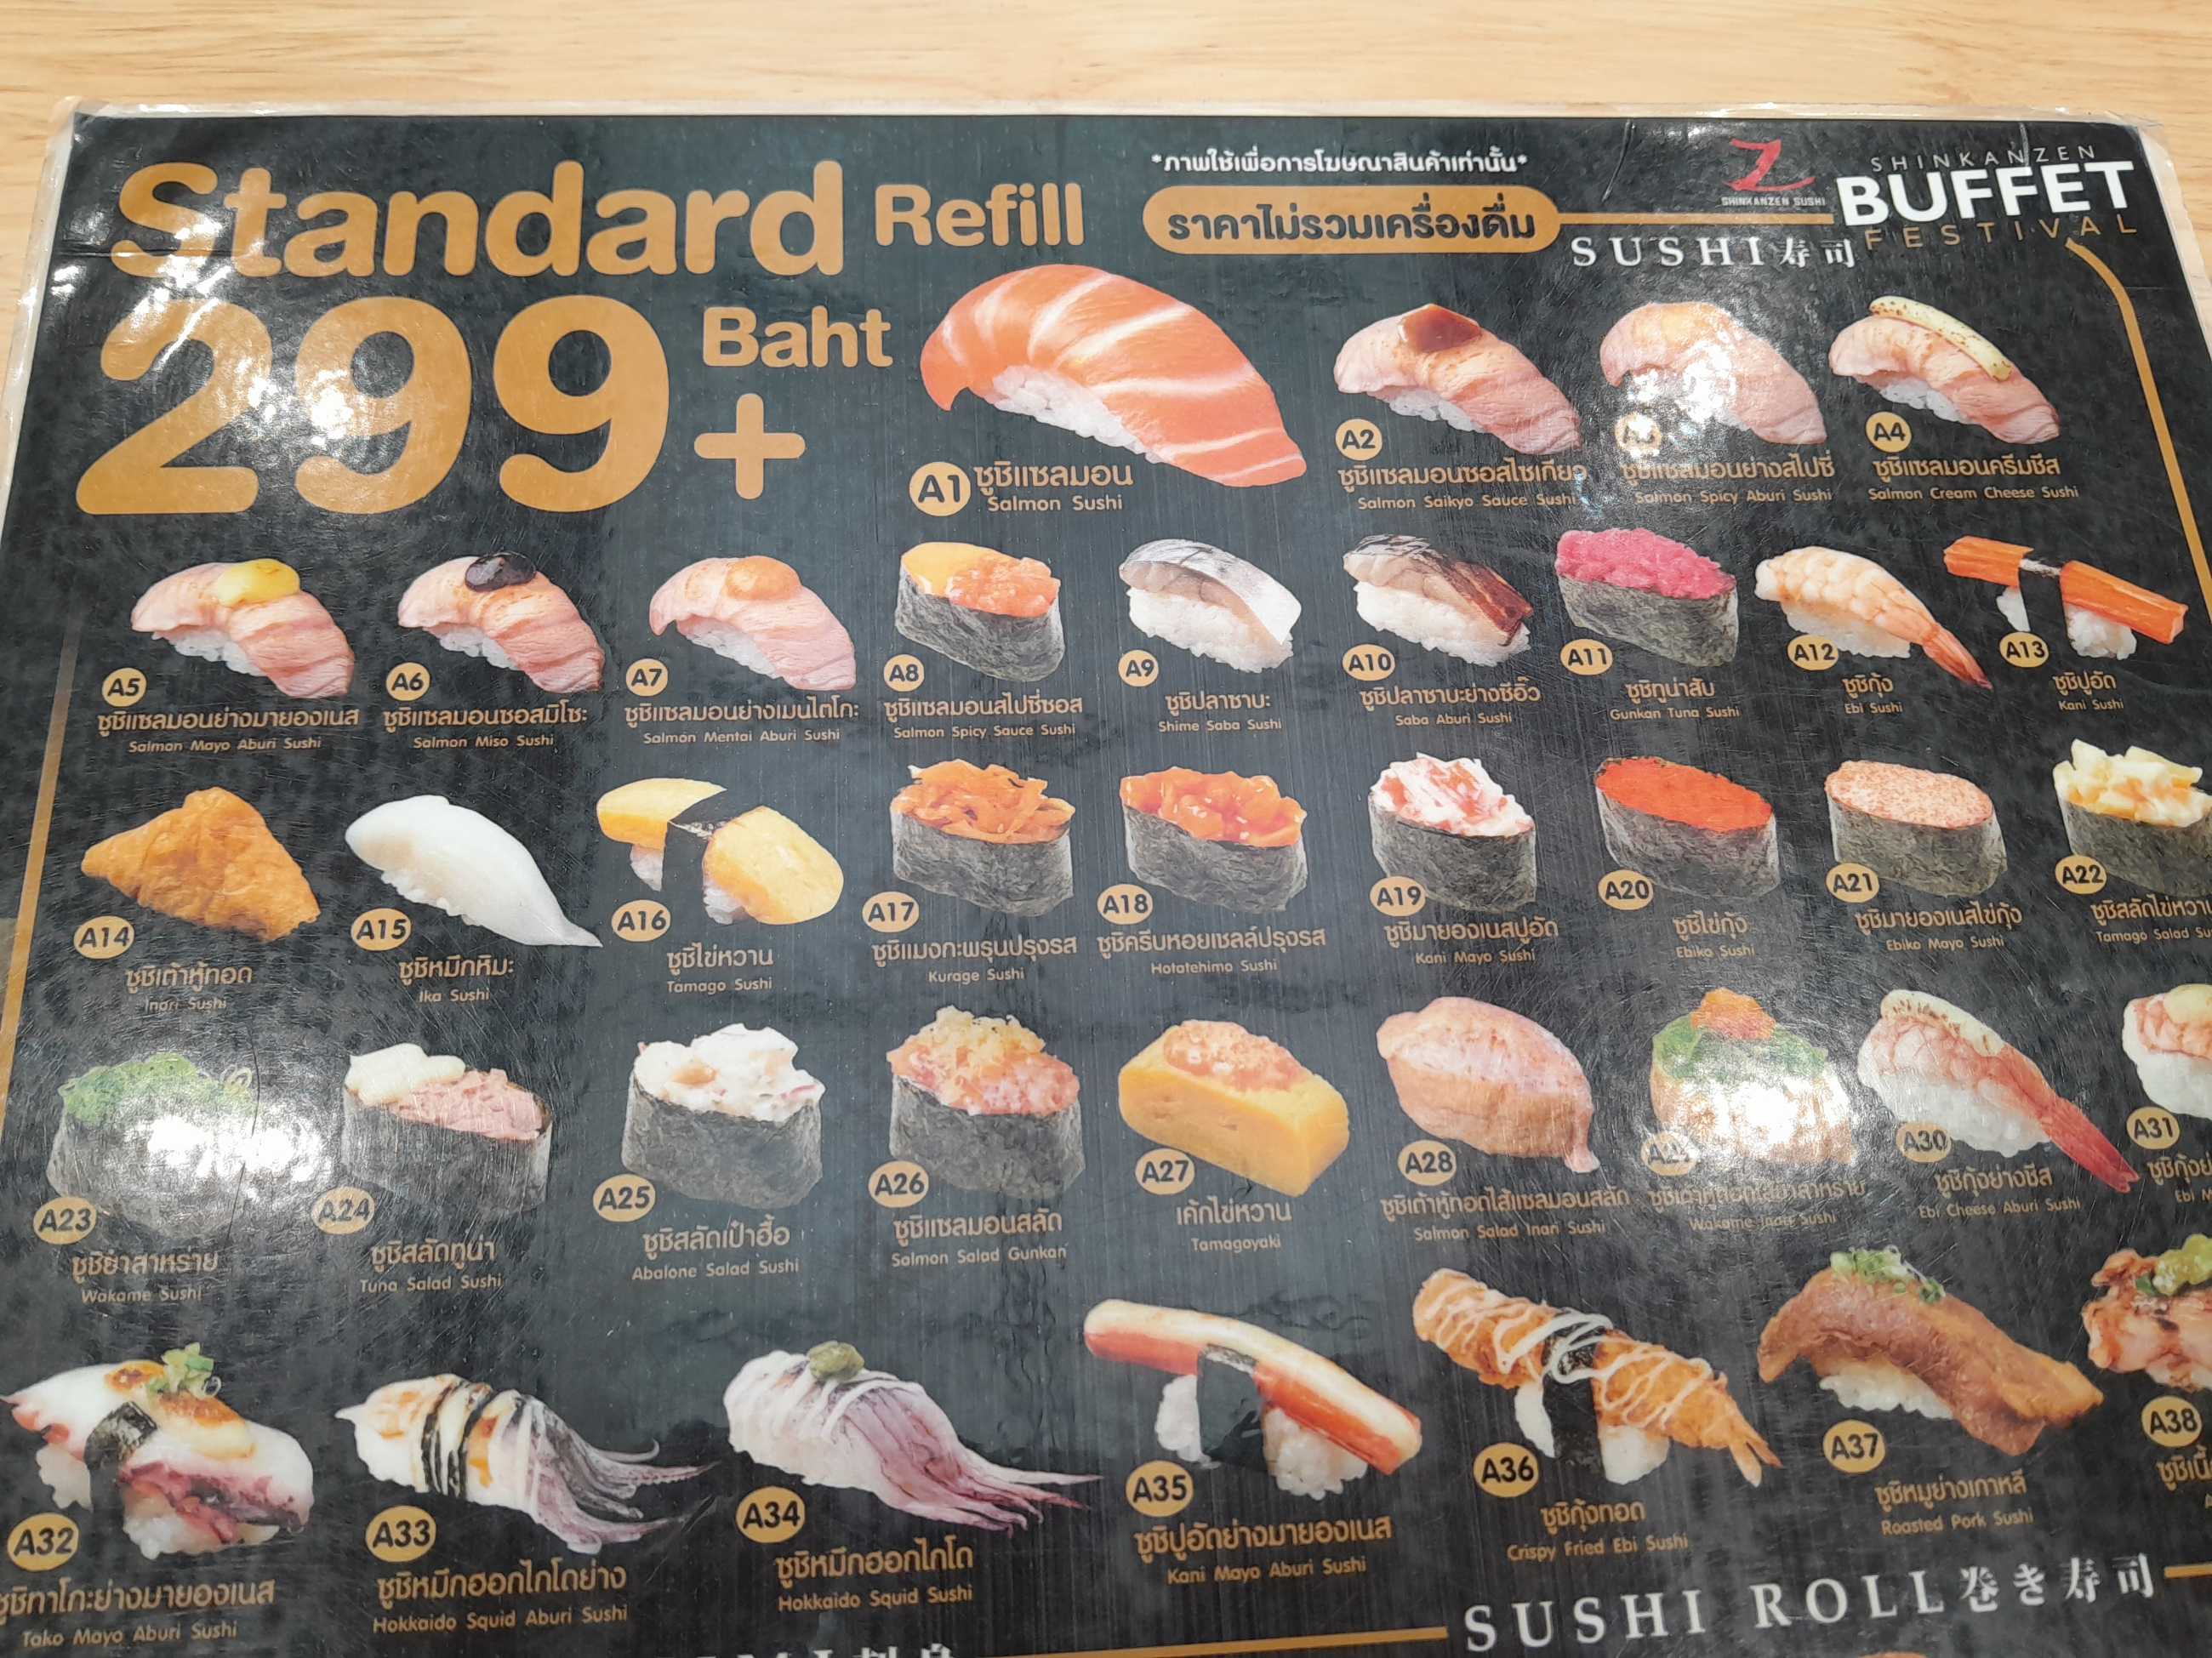 Standard Refill
299 Baht
+
*ภาพใช้เพื่อการโฆษณาสินค้าเท่านั้น*
ราคาไม่รวมเครื่องดื่ม
SHINKANZEN SUSHI
SHINKANZEN
BUFFET
FESTIVAL
SUSHI 寿司
A1 ซูชิแซลมอน
Salmon Sushi
A2
ซูชิแซลมอนซอสไซเกียว
Salmon Saikyo Sauce Sushi
ซูชิแซลมอนย่างสไปซี่
Salmon Spicy Aburi Sushi
A4
ซูชิแซลมอนครีมชีส
Salmon Cream Cheese Sushi
A5
ซูชิแซลมอนย่างมายองเนส
Salmon Mayo Aburi Sushi
A6
ซูชิแซลมอนซอสมิโซะ
Salmon Miso Sushi
A7
ซูชิแซลมอนย่างเมนไตโกะ
Salmon Mentai Aburi Sushi
A8
ซูชิแซลมอนสไปซี่ซอส
Salmon Spicy Sauce Sushi
A9
ซูชิปลาซาบะ
Shime Saba Sushi
A10
ซูชิปลาซาบะย่างซีอิ๊ว
Saba Aburi Sushi
A11
ซูชิทูน่าสับ
Gunkan Tuna Sushi
A12
ซูชิกุ้ง
Ebi Sushi
A13
ซูชิปูอัด
Kani Sushi
A14
ซูชิเต้าหู้ทอด
Inari Sushi
A15
ซูชิหมึกหิมะ
Ika Sushi
A16
ซูชิไข่หวาน
Tamago Sushi
A17
ซูชิแมงกะพรุนปรุงรส
Kurage Sushi
A18
ซูชิครีบหอยเชลล์ปรุงรส
Hotatehimo Sushi
A19
ซูชิมายองเนสปูอัด
Kani Mayo Sushi
A20
ซูชิไข่กุ้ง
Ebiko Sushi
A21
ซูชิมายองเนสไข่กุ้ง
Ebiko Mayo Sushi
A22
ซูชิสลัดไข่หวาน
Tamago Salad Su
A23
ซูชิยำสาหร่าย
Wakame Sushi
A24
ซูชิสลัดทูน่า
Tuna Salad Sushi
A25
ซูชิสลัดเป๋าฮื้อ
Abalone Salad Sushi
A26
ซูชิแซลมอนสลัด
Salmon Salad Gunkan
A27
เค้กไข่หวาน
Tamagoyaki
A28
ซูชิเต้าหู้ทอดไส้แซลมอนสลัด
Salmon Salad Inari Sushi
Wakame Inari Sushi
A30
ซูชิกุ้งย่างชีส
Ebi Cheese Aburi Sushi
A31
ซูชิกุ้งย่
Ebi M
A32
ซูชิทาโกะย่างมายองเนส
Tako Mayo Aburi Sushi
A33
ซูชิหมึกฮอกไกโดย่าง
Hokkaido Squid Aburi Sushi
A34
ซูชิหมึกฮอกไกโด
Hokkaido Squid Sushi
A35
ซูชิปูอัดย่างมายองเนส
Kani Mayo Aburi Sushi
A36
ซูชิกุ้งทอด
Crispy Fried Ebi Sushi
A37
ซูชิหมูย่างเกาหลี
Roasted Pork Sushi
A38
ซูชิเนื้
SUSHI ROLL 巻き寿司